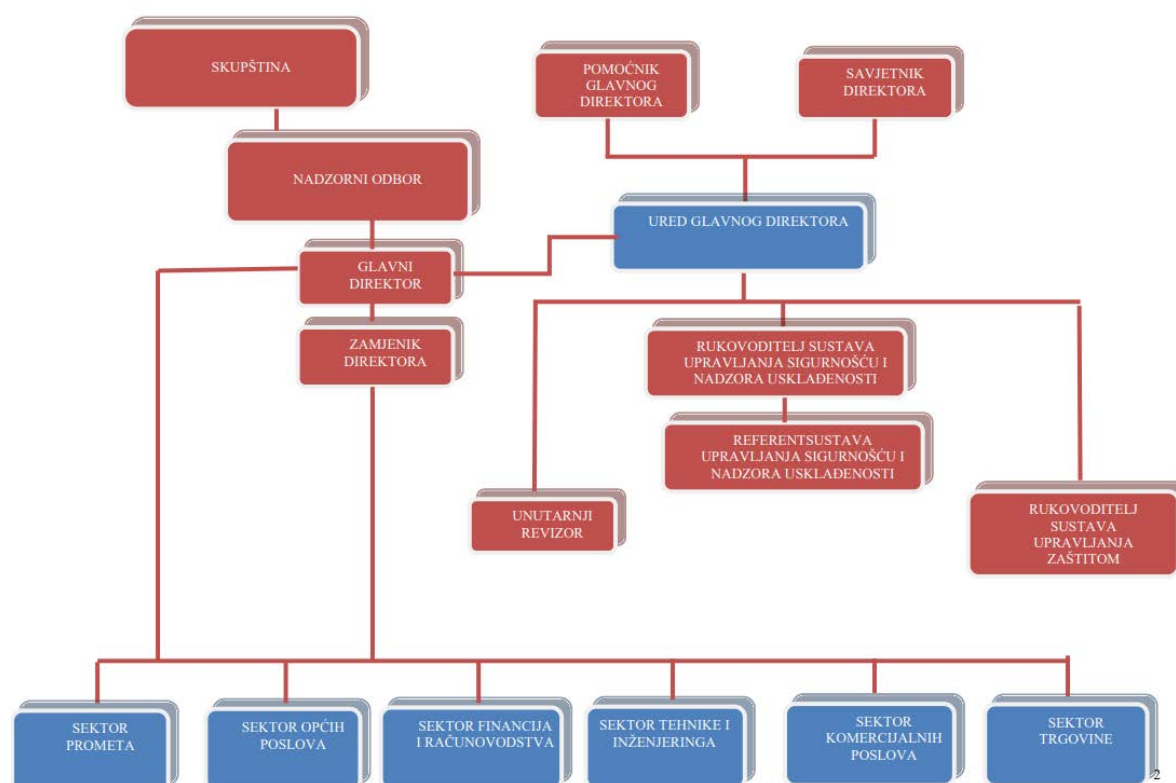 SKUPŠTINA
POMOĆNIK
GLAVNOG
DIREKTORA
SAVJETNIK
DIREKTORA
NADZORNI ODBOR
URED GLAVNOG DIREKTORA
GLAVNI
DIREKTOR
ZAMJENIK
DIREKTORA
RUKOVODITELJ SUSTAVA
UPRAVLJANJA SIGURNOŠĆU I
NADZORA USKLAĐENOSTI
REFERENTSUSTAVA
UPRAVLJANJA SIGURNOŠĆU I
NADZORA USKLAĐENOSTI
UNUTARNJI
REVIZOR
RUKOVODITELJ
SUSTAVA
UPRAVLJANJA
ZAŠTITOM
SEKTOR
PROMETA
SEKTOR OPĆIH
POSLOVA
SEKTOR FINANCIJA
I RAČUNOVODSTVA
SEKTOR TEHNIKE I
INŽENJERINGA
SEKTOR
KOMERCIJALNIH
POSLOVA
SEKTOR
TRGOVINE
2